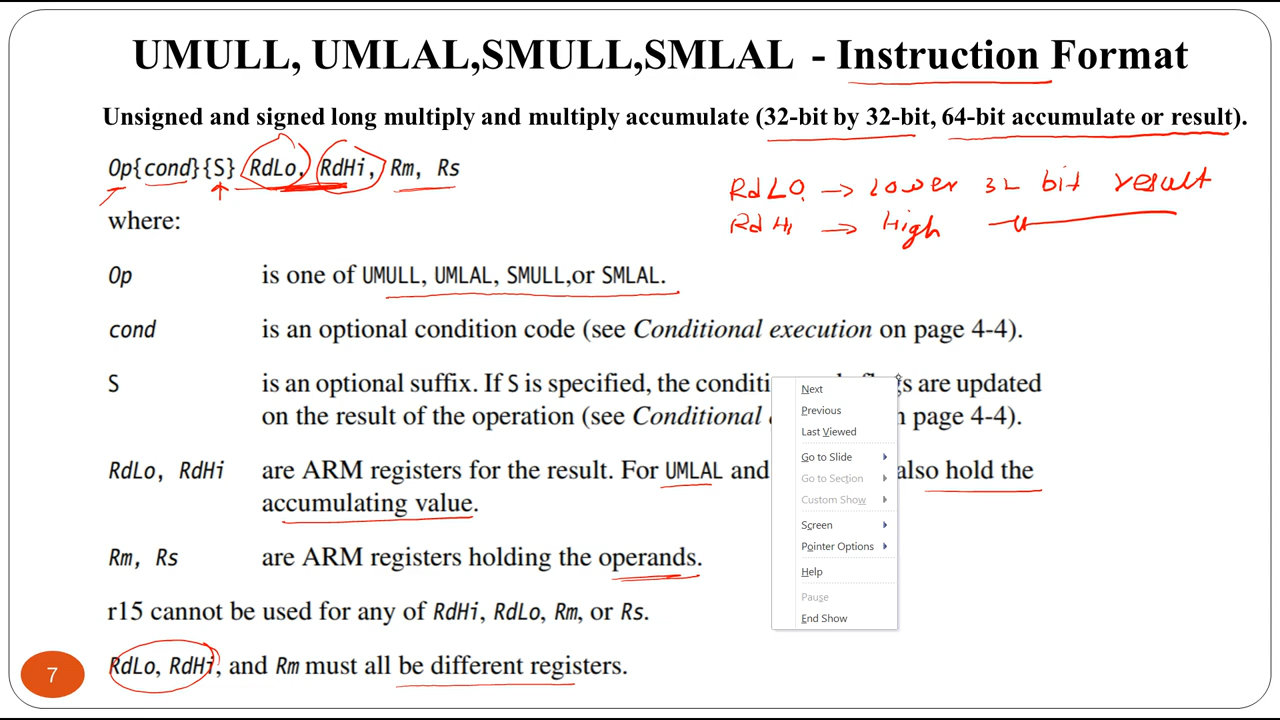 UMULL, UMLAL,SMULL,SMLAL - Instruction Format
Unsigned and signed long multiply and multiply accumulate (32-bit by 32-bit, 64-bit accumulate or result).
Op{cond}{S} RdLo, RdHi, Rm, Rs
RdLO → Lower 32 bit result
RdHi → High
where:
Op is one of UMULL, UMLAL, SMULL,or SMLAL.
cond is an optional condition code (see Conditional execution on page 4-4).
S is an optional suffix. If S is specified, the are updated
on the result of the operation (see Conditional on page 4-4).
RdLo, RdHi are ARM registers for the result. For UMLAL and also hold the
accumulating value.
Rm, Rs are ARM registers holding the operands.
r15 cannot be used for any of RdHi, RdLo, Rm, or Rs.
RdLo, RdHi, and Rm must all be different registers.
7
Next
Previous
Last Viewed
Go to Slide
Go to Section
Custom Show
Screen
Pointer Options
Help
Pause
End Show